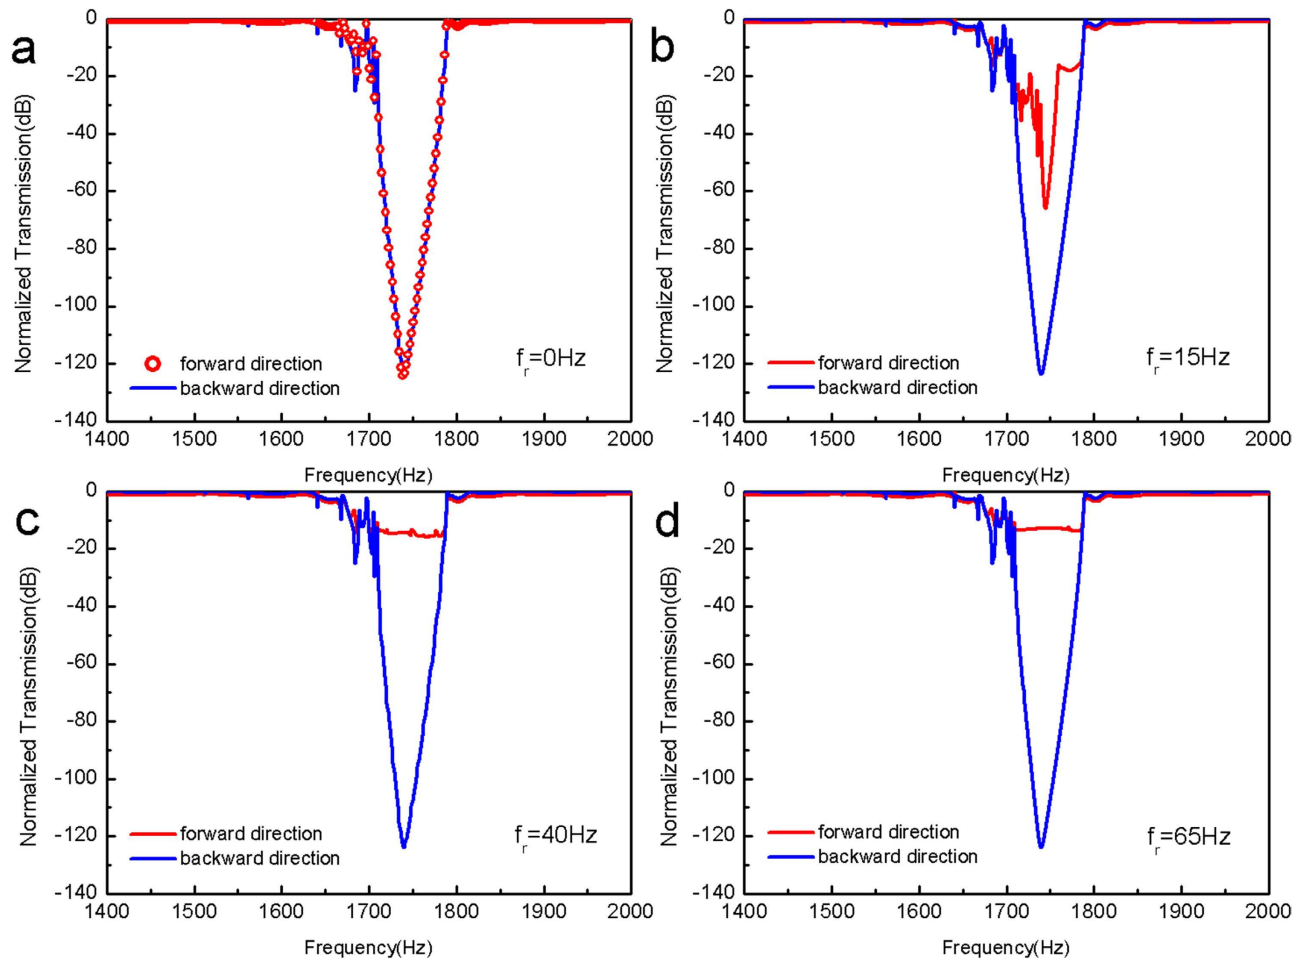 a
Normalized Transmission(dB)
0
-20
-40
-60
-80
-100
-120
-140
forward direction
backward direction
f_r=0Hz
1400 1500 1600 1700 1800 1900 2000
Frequency(Hz)
b
Normalized Transmission(dB)
0
-20
-40
-60
-80
-100
-120
-140
forward direction
backward direction
f_r=15Hz
1400 1500 1600 1700 1800 1900 2000
Frequency(Hz)
c
Normalized Transmission(dB)
0
-20
-40
-60
-80
-100
-120
-140
forward direction
backward direction
f_r=40Hz
1400 1500 1600 1700 1800 1900 2000
Frequency(Hz)
d
Normalized Transmission(dB)
0
-20
-40
-60
-80
-100
-120
-140
forward direction
backward direction
f_r=65Hz
1400 1500 1600 1700 1800 1900 2000
Frequency(Hz)